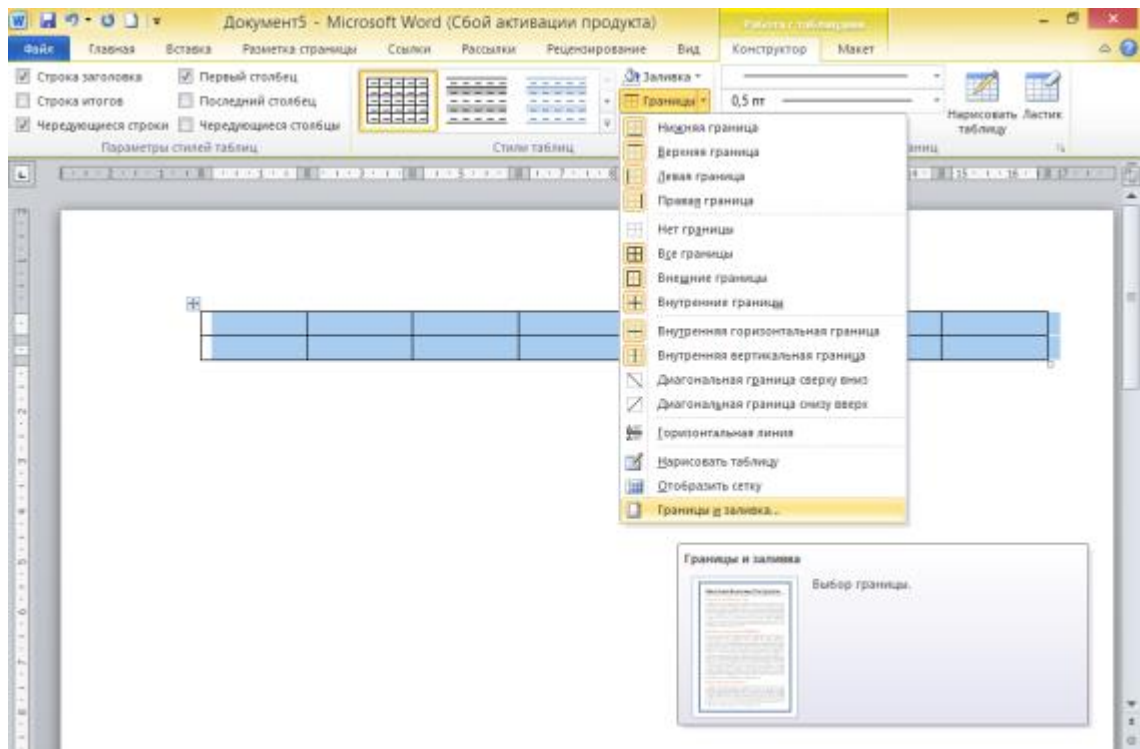 Документ5 - Microsoft Word (Сбой активации продукта)
Работа с таблицами
Файл Главная Вставка Разметка страницы Ссылки Рассылки Рецензирование Вид Конструктор Макет
Строка заголовка
Первый столбец
Строка итогов
Последний столбец
Чередующиеся строки
Чередующиеся столбцы
Параметры стилей таблиц
Стили таблиц
Заливка
Границы
0,5 пт
Нарисовать таблицу
Ластик
Нижняя граница
Верхняя граница
Левая граница
Правая граница
Нет границы
Все границы
Внешние границы
Внутренние границы
Внутренняя горизонтальная граница
Внутренняя вертикальная граница
Диагональная граница сверху вниз
Диагональная граница снизу вверх
Горизонтальная линия
Нарисовать таблицу
Отобразить сетку
Границы и заливка...
Границы и заливка
Выбор границы.